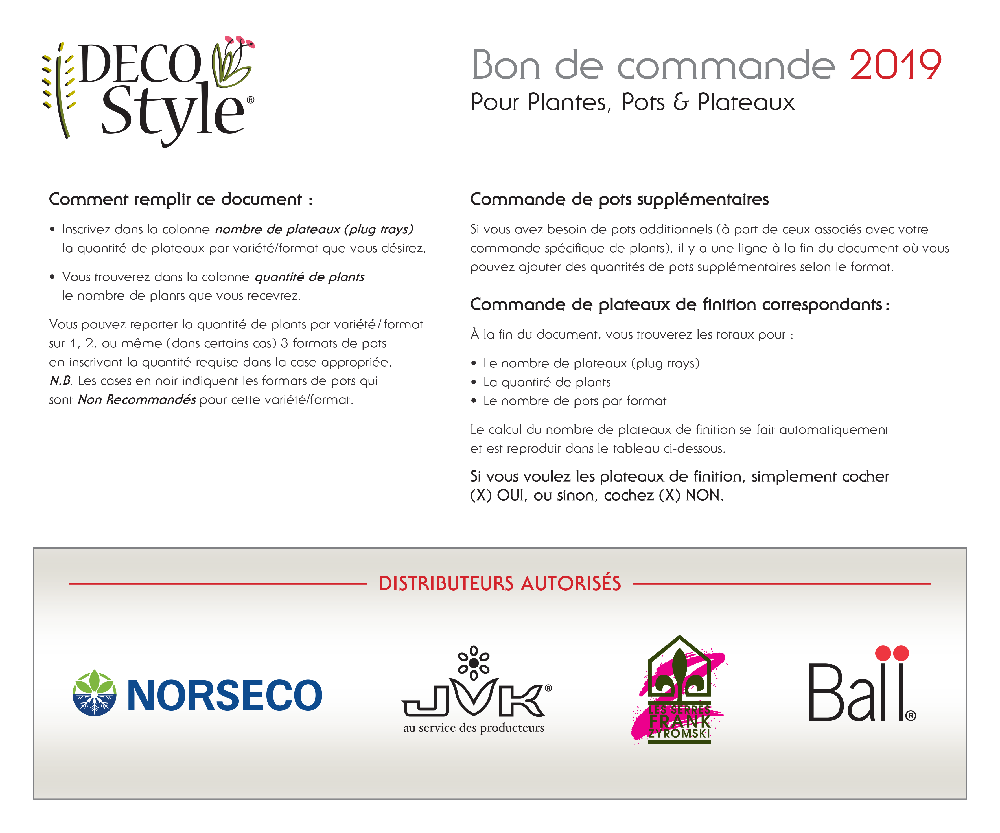 DECO
Style®
Bon de commande 2019
Pour Plantes, Pots & Plateaux
Comment remplir ce document :
• Inscrivez dans la colonne nombre de plateaux (plug trays)
la quantité de plateaux par variété/format que vous désirez.
• Vous trouverez dans la colonne quantité de plants
le nombre de plants que vous recevrez.
Vous pouvez reporter la quantité de plants par variété/format
sur 1, 2, ou même (dans certains cas) 3 formats de pots
en inscrivant la quantité requise dans la case appropriée.
N.B. Les cases en noir indiquent les formats de pots qui
sont Non Recommandés pour cette variété/format.
Commande de pots supplémentaires
Si vous avez besoin de pots additionnels (à part de ceux associés avec votre
commande spécifique de plants), il y a une ligne à la fin du document où vous
pouvez ajouter des quantités de pots supplémentaires selon le format.
Commande de plateaux de finition correspondants :
À la fin du document, vous trouverez les totaux pour :
• Le nombre de plateaux (plug trays)
• La quantité de plants
• Le nombre de pots par format
Le calcul du nombre de plateaux de finition se fait automatiquement
et est reproduit dans le tableau ci-dessous.
Si vous voulez les plateaux de finition, simplement cocher
(X) OUI, ou sinon, cochez (X) NON.
DISTRIBUTEURS AUTORISÉS
NORSECO
JVK®
au service des producteurs
LES SERRES
FRANK
ZYROMSKI
Ball®